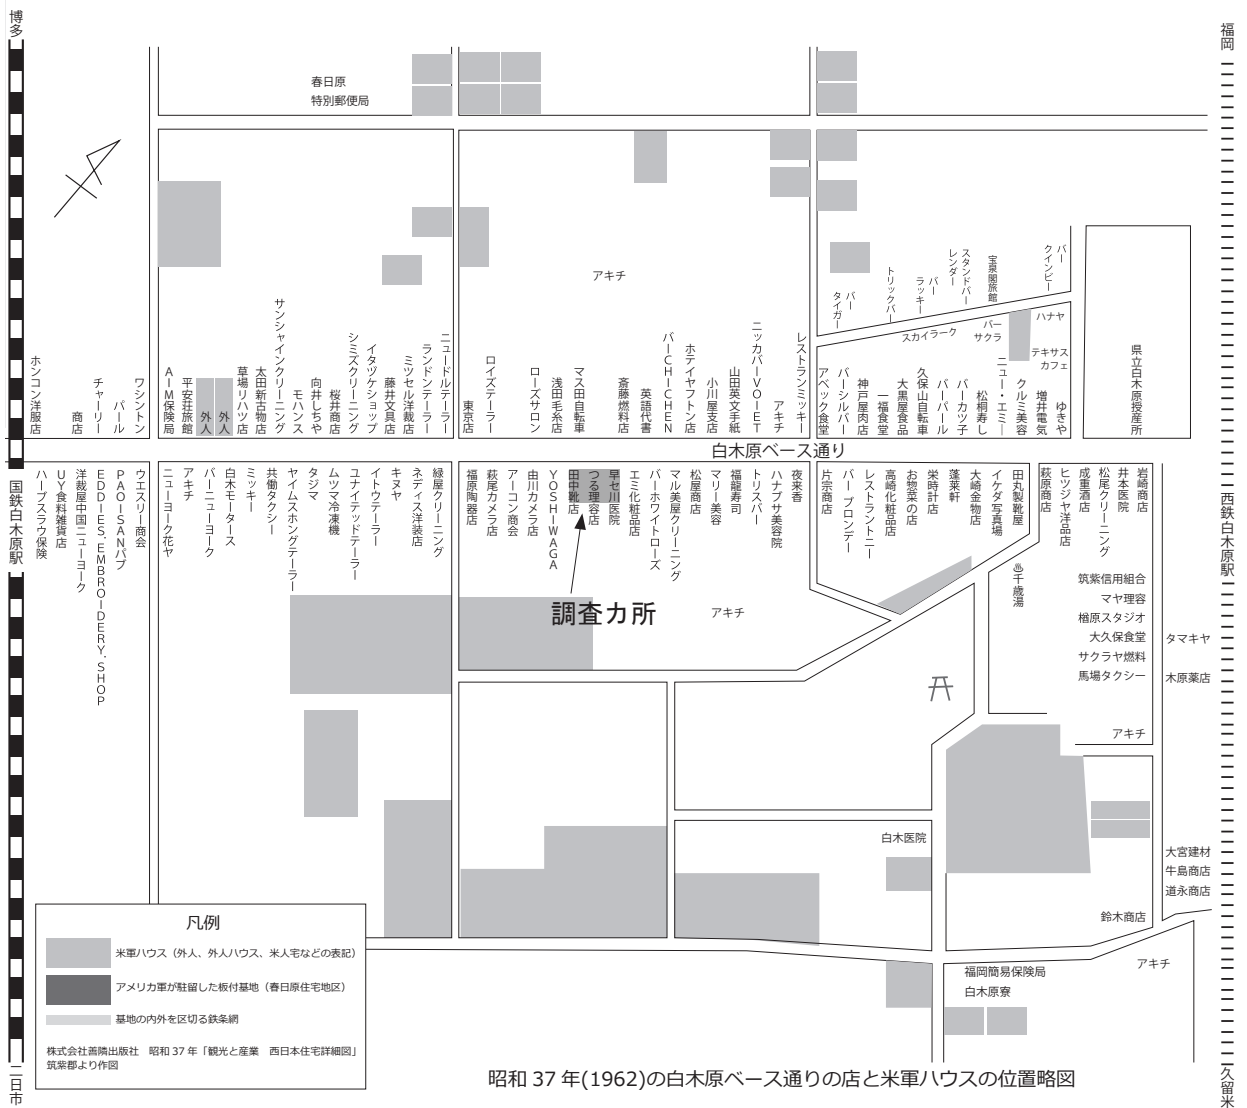 博多
福岡
春日原
特別郵便局
アキチ
バー
クインビー
宝泉閣旅館
スタンドバー
レンダー
バー
ラッキー
トリックバー
バー
タイガー
スカイラーク
バー
サクラ
ハナヤ
テキサス
カフェ
県立白木原授産所
ホンコン洋服店
商店
チャーリー
パール
ワシントン
AIM保険局
平安荘旅館
外人
外人
草場リハツ店
太田新古物店
サンシャインクリーニング
モハンス
向井しちや
桜井商店
シミズクリーニング
イタヅケショップ
藤井文具店
ミツセル洋裁店
ランドンテーラー
ニュードルテーラー
東京店
ロイズテーラー
ローズサロン
浅田毛糸店
マス田自転車
斎藤燃料店
英語代書
バーCHICHEN
ホテイヤフトン店
小川屋支店
山田英文手紙
ニッカバーVOIET
アキチ
レストランミッキー
アベック食堂
バーシルバー
神戸屋肉店
一福食堂
大黒屋食品
久保山自転車
バーパール
バーカツ子
松桐寿し
ニュー・エミー
クルミ美容
増井電気
ゆきや
白木原ベース通り
国鉄白木原駅
西鉄白木原駅
ハーブスラウ保険
UY食料雑貨店
洋裁屋中国ニューヨーク
EDDIES.EMBROIDERY.SHOP
PAOISANパブ
ウエスリー商会
ニューヨーク花ヤ
アキチ
バーニューヨーク
白木モータース
ミッキー
共働タクシー
ヤイムスホングテーラー
タジマ
ムツマ冷凍機
ユナイテッドテーラー
イトウテーラー
キヌヤ
ネディス洋装店
緑屋クリーニング
福原陶器店
萩尾カメラ店
アーコン商会
由川カメラ店
YOSHIWAGA
田中靴店
つる理容店
早セ川医院
エミ化粧品店
バーホワイトローズ
マル美屋クリーニング
松屋商店
マリー美容
福龍寿司
トリスバー
ハナブサ美容院
夜来香
片宗商店
バー ブロンデー
レストラントニー
高崎化粧品店
お惣菜の店
栄時計店
蓬莱軒
大崎金物店
イケダ写真場
田丸製靴屋
萩原商店
ヒツジヤ洋品店
成重酒店
松尾クリーニング
井本医院
岩崎商店
♨千歳湯
調査カ所
アキチ
筑紫信用組合
マヤ理容
楢原スタジオ
大久保食堂
サクラヤ燃料
馬場タクシー
タマキヤ
木原薬店
アキチ
白木医院
大宮建材
牛島商店
道永商店
鈴木商店
アキチ
福岡簡易保険局
白木原寮
凡例
米軍ハウス（外人、外人ハウス、米人宅などの表記）
アメリカ軍が駐留した板付基地（春日原住宅地区）
基地の内外を区切る鉄条網
株式会社善隣出版社　昭和37年「観光と産業　西日本住宅詳細図」
筑紫郡より作図
二日市
久留米
昭和 37 年(1962)の白木原ベース通りの店と米軍ハウスの位置略図